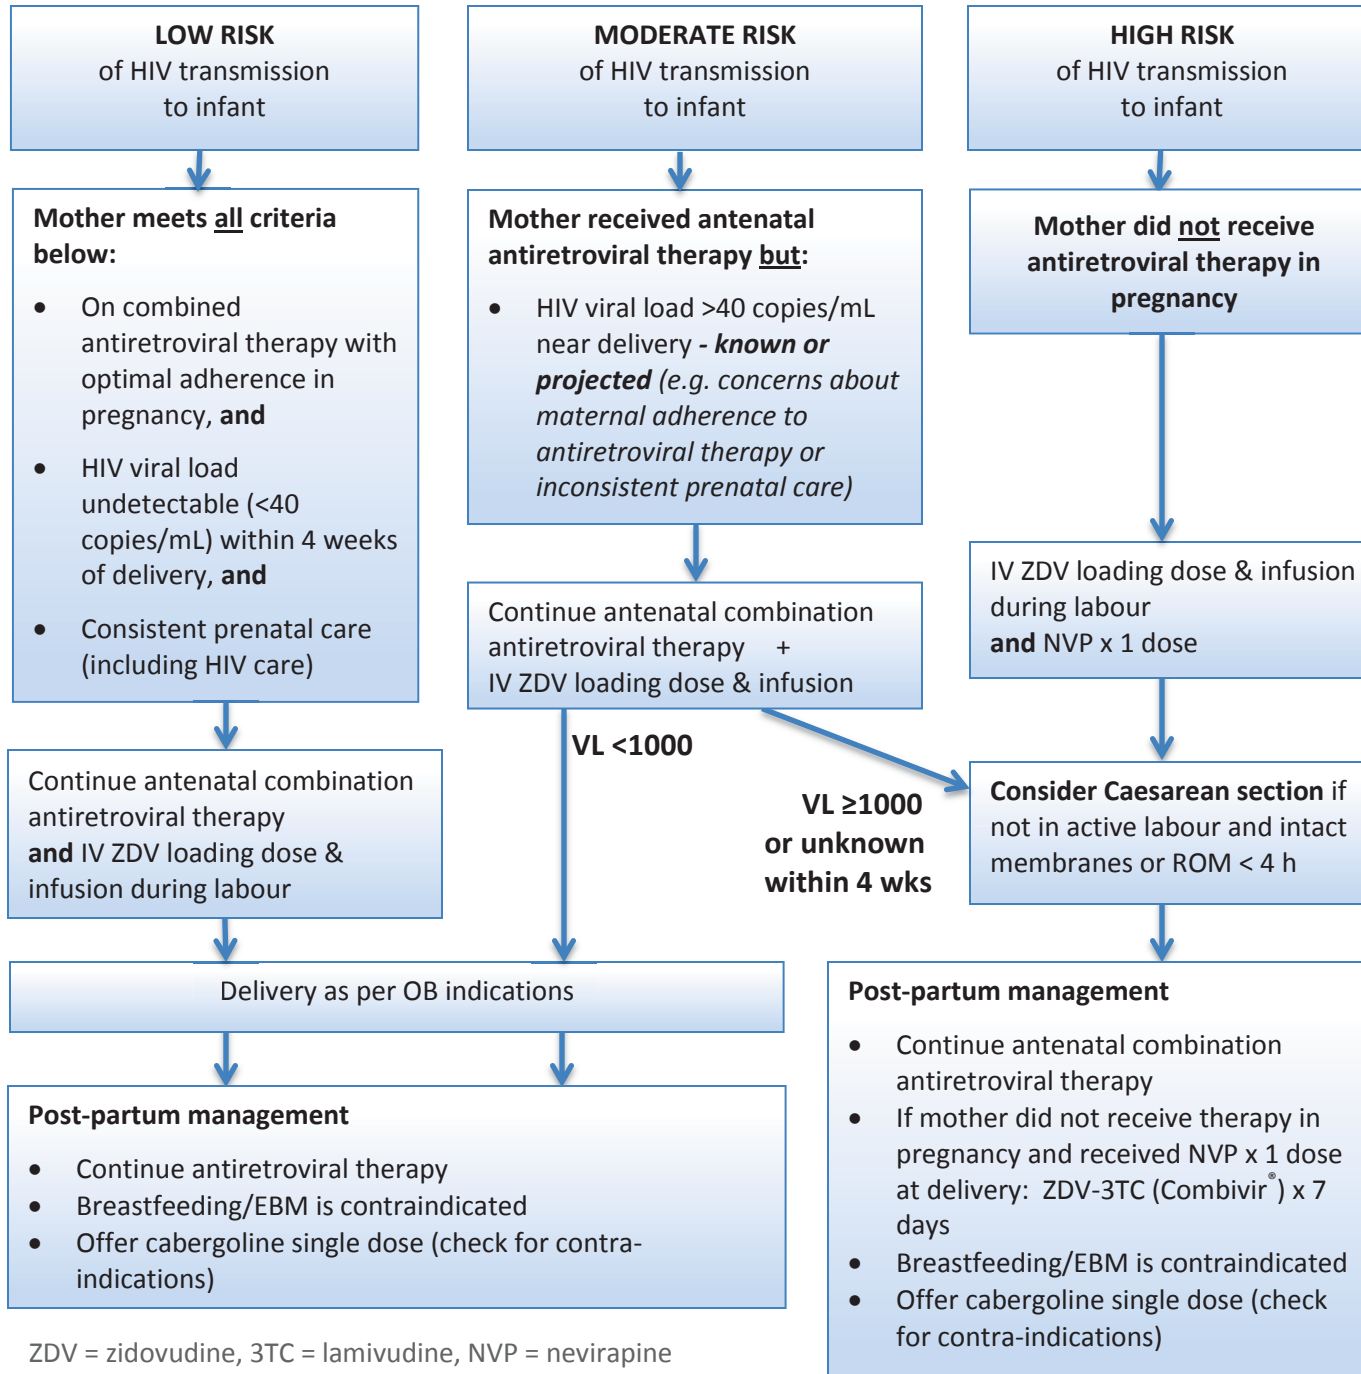 LOW RISK
of HIV transmission
to infant
MODERATE RISK
of HIV transmission
to infant
HIGH RISK
of HIV transmission
to infant
Mother meets all criteria
below:
• On combined
antiretroviral therapy with
optimal adherence in
pregnancy, and
• HIV viral load
undetectable (<40
copies/mL) within 4 weeks
of delivery, and
• Consistent prenatal care
(including HIV care)
Mother received antenatal
antiretroviral therapy but:
• HIV viral load >40 copies/mL
near delivery - known or
projected (e.g. concerns about
maternal adherence to
antiretroviral therapy or
inconsistent prenatal care)
Mother did not receive
antiretroviral therapy in
pregnancy
Continue antenatal combination
antiretroviral therapy +
IV ZDV loading dose & infusion
IV ZDV loading dose & infusion
during labour
and NVP x 1 dose
VL <1000
VL ≥1000
or unknown
within 4 wks
Continue antenatal combination
antiretroviral therapy
and IV ZDV loading dose &
infusion during labour
Consider Caesarean section if
not in active labour and intact
membranes or ROM < 4 h
Delivery as per OB indications
Post-partum management
• Continue antiretroviral therapy
• Breastfeeding/EBM is contraindicated
• Offer cabergoline single dose (check for contra-
indications)
Post-partum management
• Continue antenatal combination
antiretroviral therapy
• If mother did not receive therapy in
pregnancy and received NVP x 1 dose
at delivery: ZDV-3TC (Combivir®) x 7
days
• Breastfeeding/EBM is contraindicated
• Offer cabergoline single dose (check
for contra-indications)
ZDV = zidovudine, 3TC = lamivudine, NVP = nevirapine